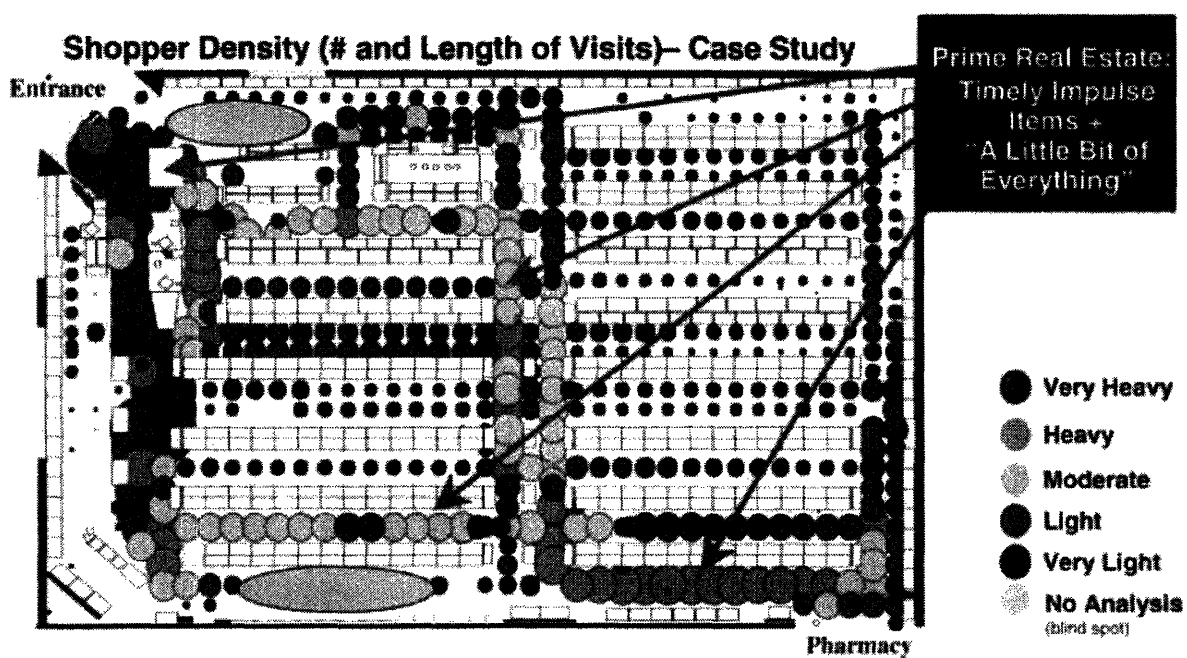 Shopper Density (# and Length of Visits)– Case Study
Entrance
Prime Real Estate:
Timely Impulse
Items +
"A Little Bit of
Everything"
Very Heavy
Heavy
Moderate
Light
Very Light
No Analysis
(blind spot)
Pharmacy